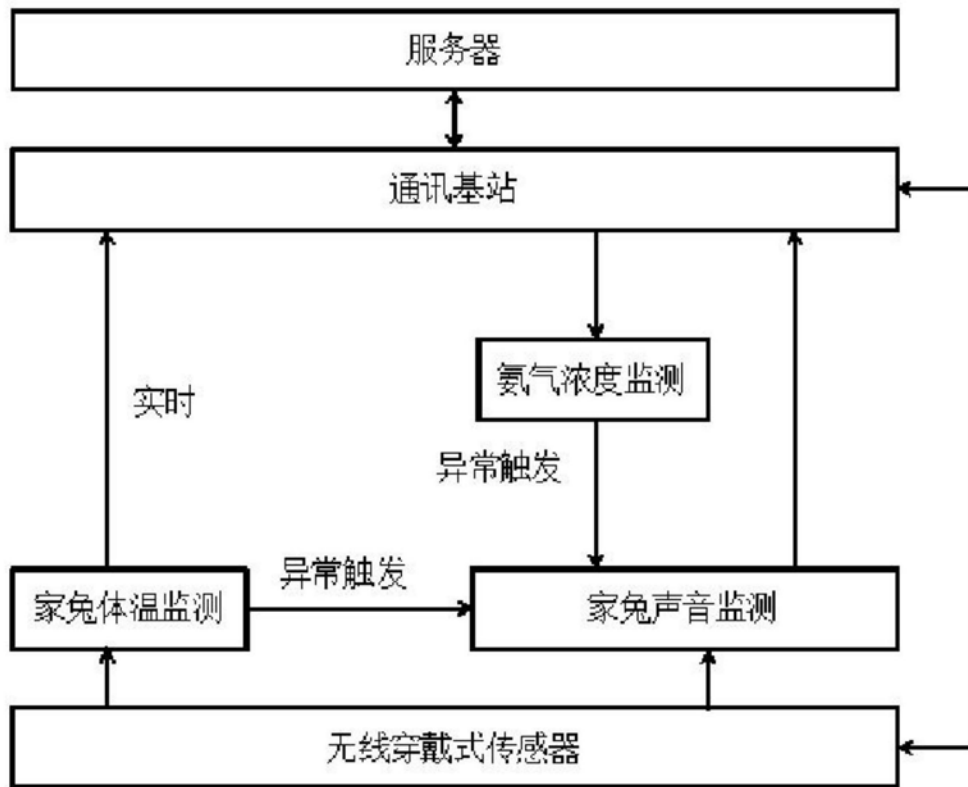 服务器
通讯基站
氨气浓度监测
实时
异常触发
异常触发
家兔体温监测
家兔声音监测
无线穿戴式传感器